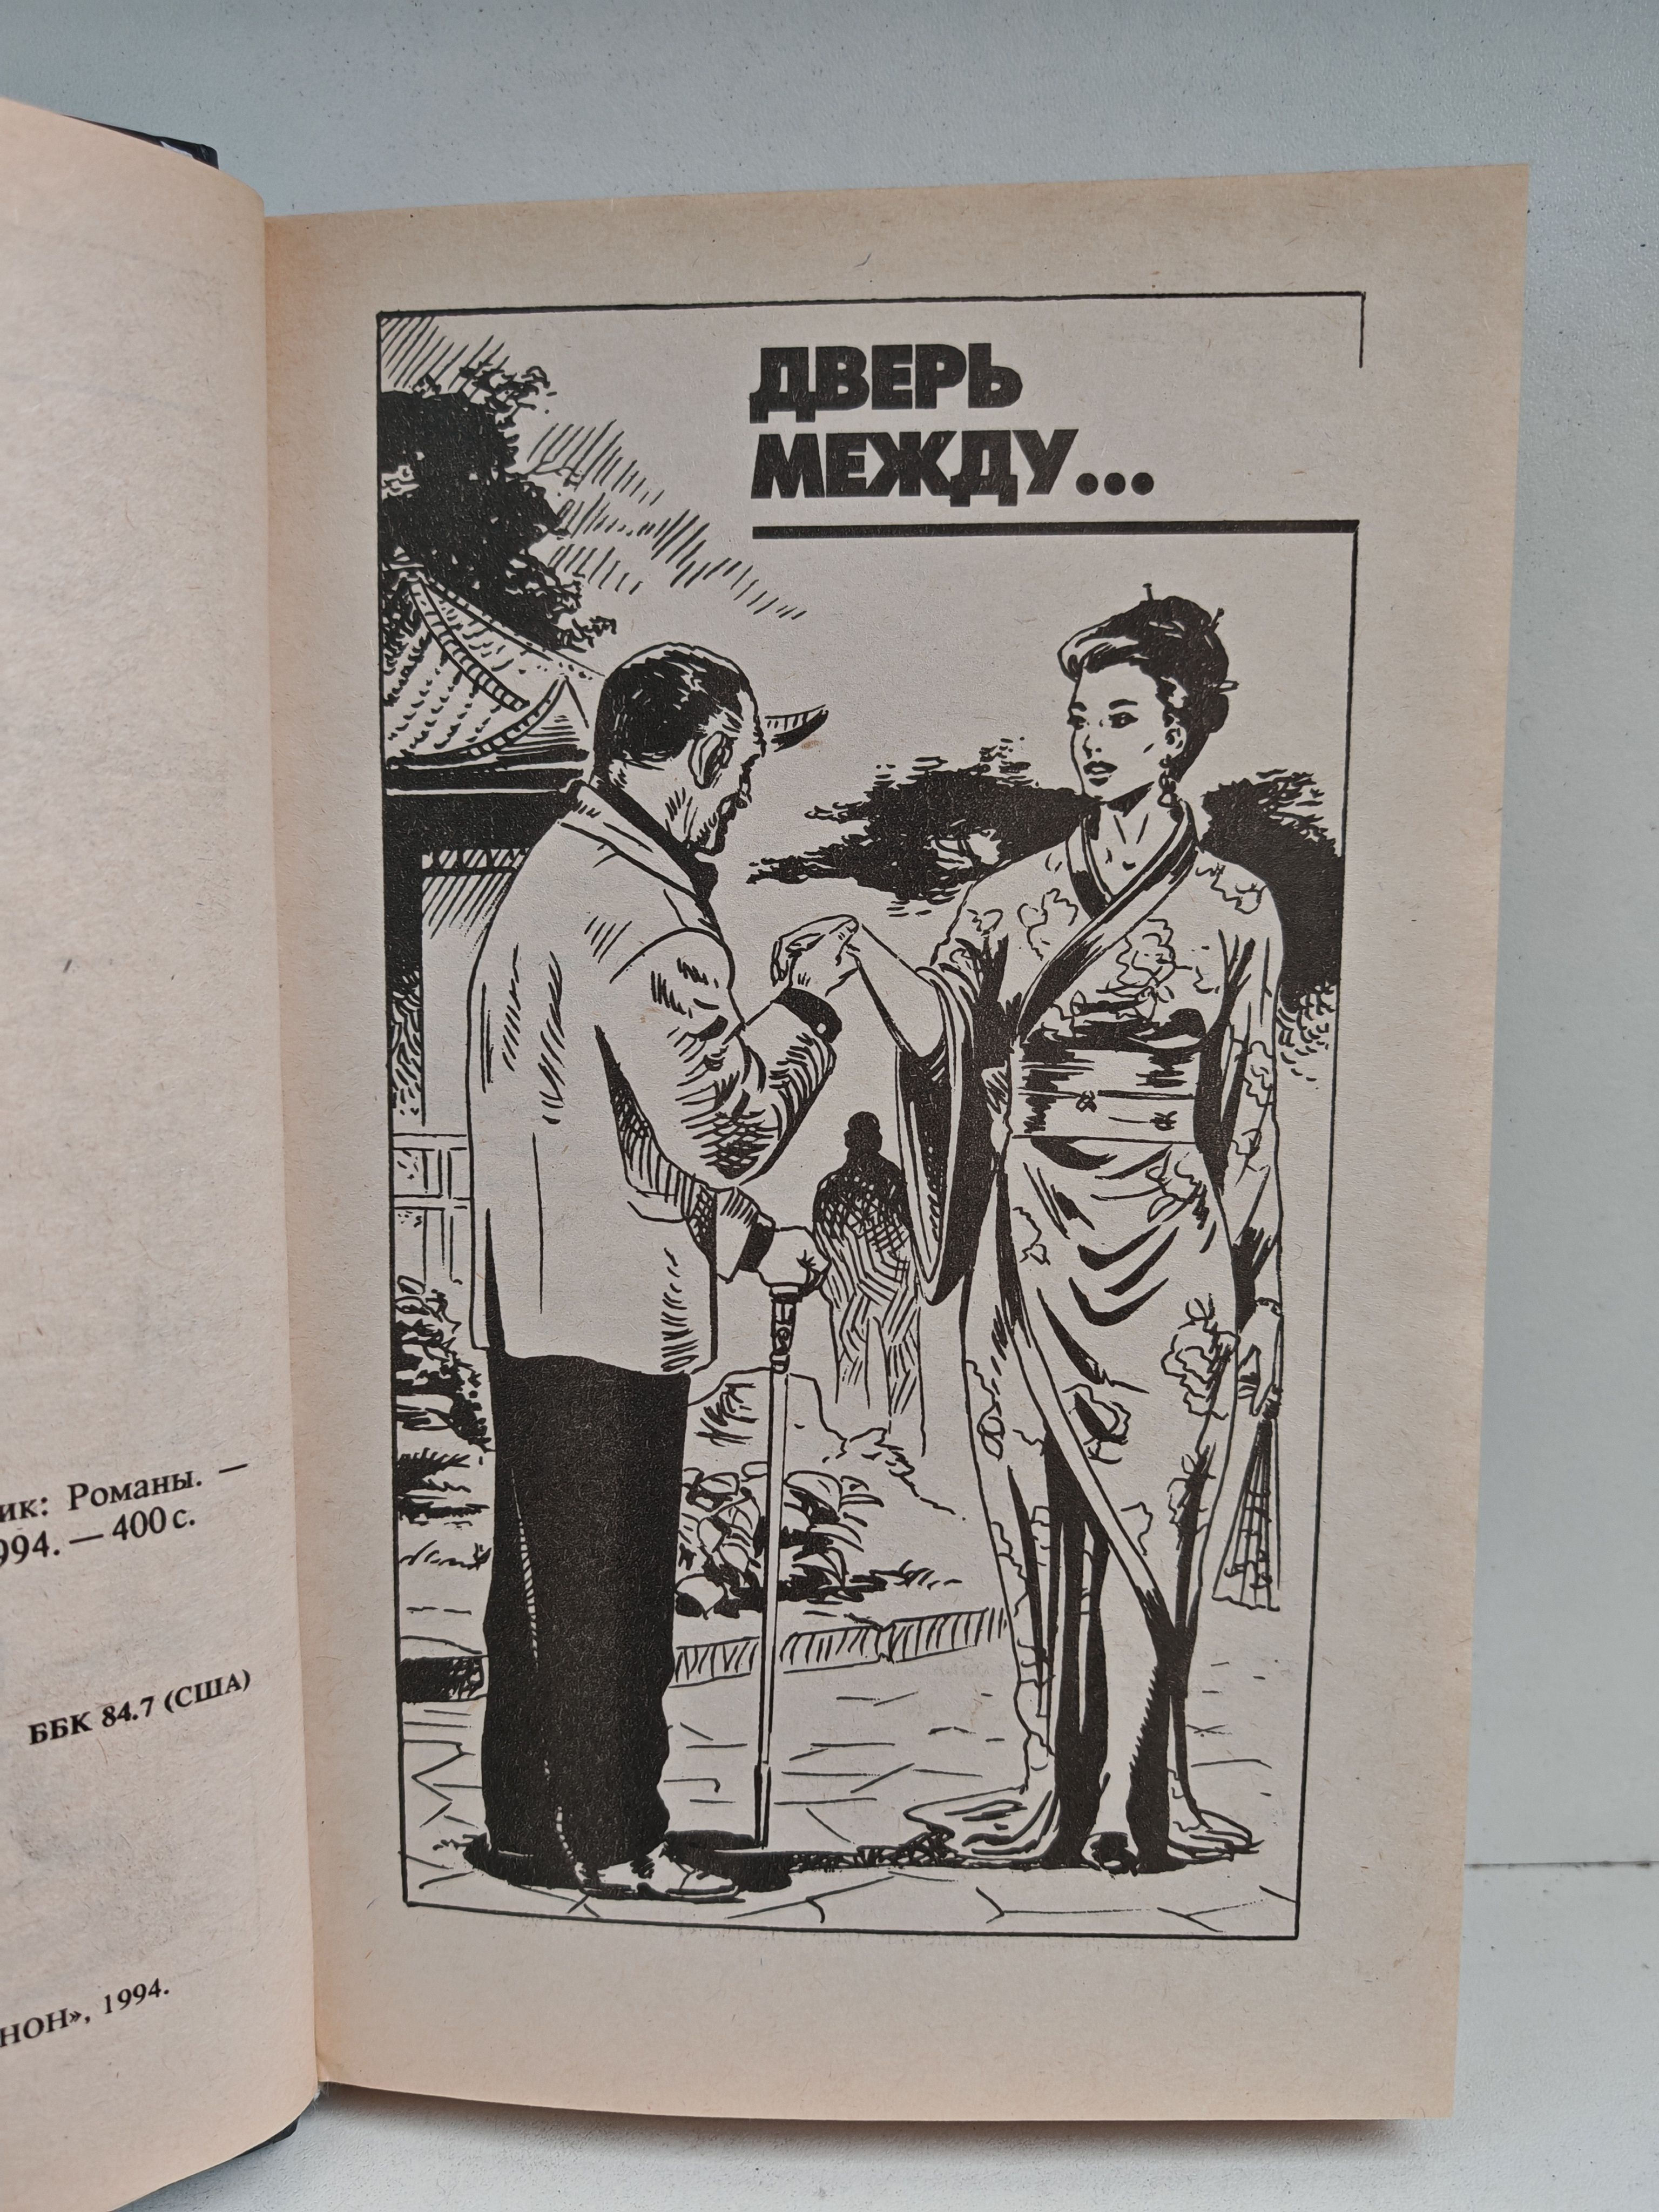 ик: Романы. —
994. — 400 с.
ББК 84.7 (США)
НОН», 1994.
ДВЕРЬ
МЕЖДУ...